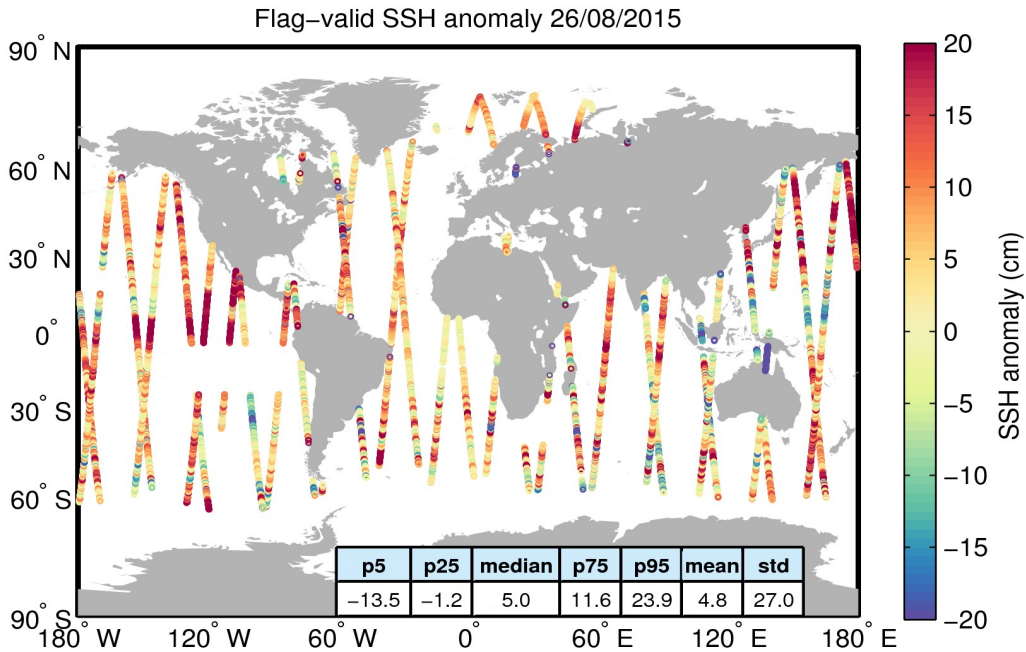 Flag−valid SSH anomaly 26/08/2015
90° N
60° N
30° N
0°
30° S
60° S
90° S
180° W 120° W 60° W 0° 60° E 120° E 180° E
p5 p25 median p75 p95 mean std
−13.5 −1.2 5.0 11.6 23.9 4.8 27.0
20
15
10
5
0
−5
−10
−15
−20
SSH anomaly (cm)